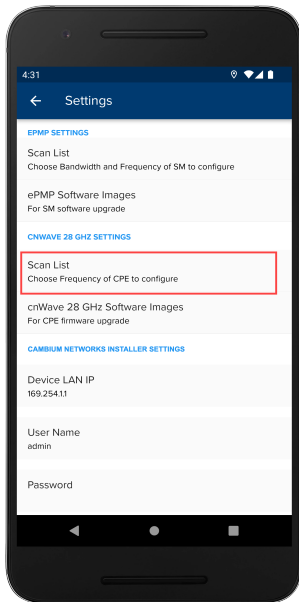 4:31
Settings
EPMP SETTINGS
Scan List
Choose Bandwidth and Frequency of SM to configure
ePMP Software Images
For SM software upgrade
CNWAVE 28 GHZ SETTINGS
Scan List
Choose Frequency of CPE to configure
cnWave 28 GHz Software Images
For CPE firmware upgrade
CAMBIUM NETWORKS INSTALLER SETTINGS
Device LAN IP
169.254.1.1
User Name
admin
Password